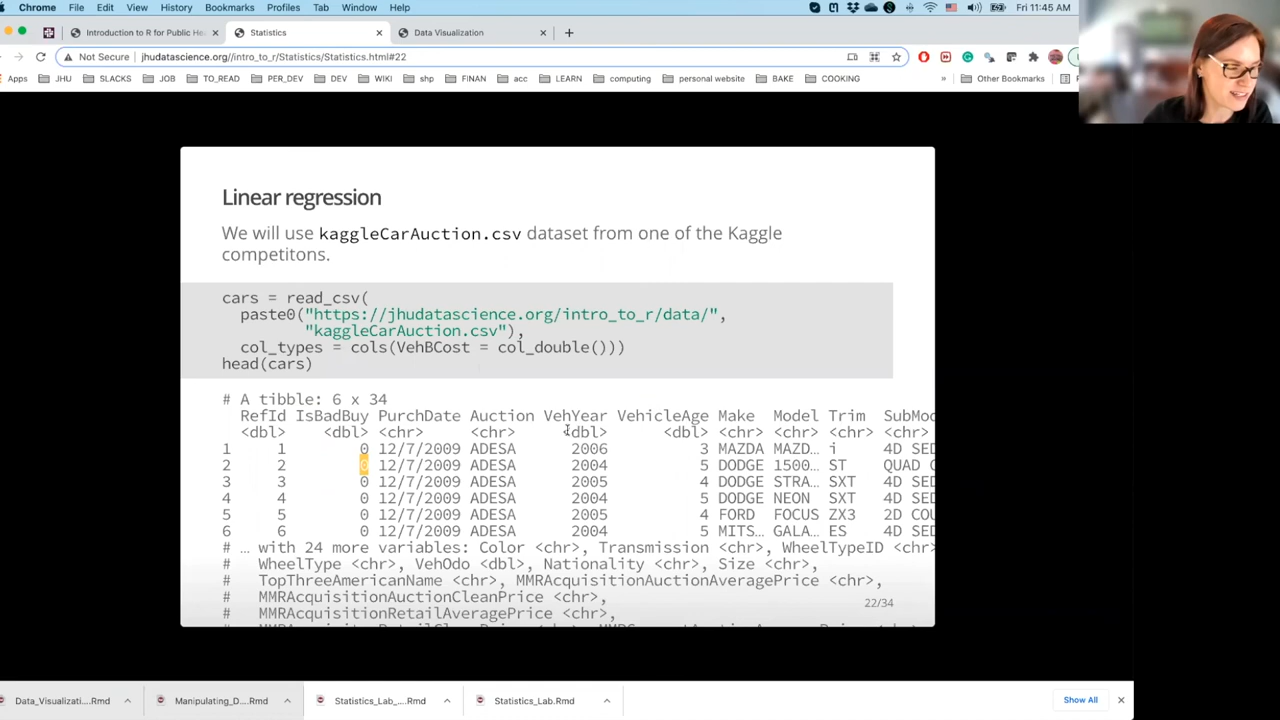 Chrome File Edit View History Bookmarks Profiles Tab Window Help Fri 11:45 AM
Introduction to R for Public He Statistics Data Visualization
Not Secure jhudatascience.org//intro_to_r/Statistics/Statistics.html#22
Apps JHU SLACKS JOB TO_READ PER_DEV DEV WIKI shp FINAN acc LEARN computing personal website BAKE COOKING » Other Bookmarks
Linear regression
We will use kaggleCarAuction.csv dataset from one of the Kaggle
competitons.
cars = read_csv(
paste0("https://jhudatascience.org/intro_to_r/data/",
"kaggleCarAuction.csv"),
col_types = cols(VehBCost = col_double()))
head(cars)
# A tibble: 6 x 34
RefId IsBadBuy PurchDate Auction VehYear VehicleAge Make Model Trim SubMod
<dbl> <dbl> <chr> <chr> <dbl> <dbl> <chr> <chr> <chr> <chr>
1 1 0 12/7/2009 ADESA 2006 3 MAZDA MAZD… i 4D SED
2 2 0 12/7/2009 ADESA 2004 5 DODGE 1500… ST QUAD C
3 3 0 12/7/2009 ADESA 2005 4 DODGE STRA… SXT 4D SED
4 4 0 12/7/2009 ADESA 2004 5 DODGE NEON SXT 4D SED
5 5 0 12/7/2009 ADESA 2005 4 FORD FOCUS ZX3 2D COU
6 6 0 12/7/2009 ADESA 2004 5 MITS… GALA… ES 4D SED
# … with 24 more variables: Color <chr>, Transmission <chr>, WheelTypeID <chr>
# WheelType <chr>, VehOdo <dbl>, Nationality <chr>, Size <chr>,
# TopThreeAmericanName <chr>, MMRAcquisitionAuctionAveragePrice <chr>,
# MMRAcquisitionAuctionCleanPrice <chr>,
# MMRAcquisitionRetailAveragePrice <chr>,
22/34
Data_Visualizati....Rmd Manipulating_D....Rmd Statistics_Lab_....Rmd Statistics_Lab.Rmd Show All